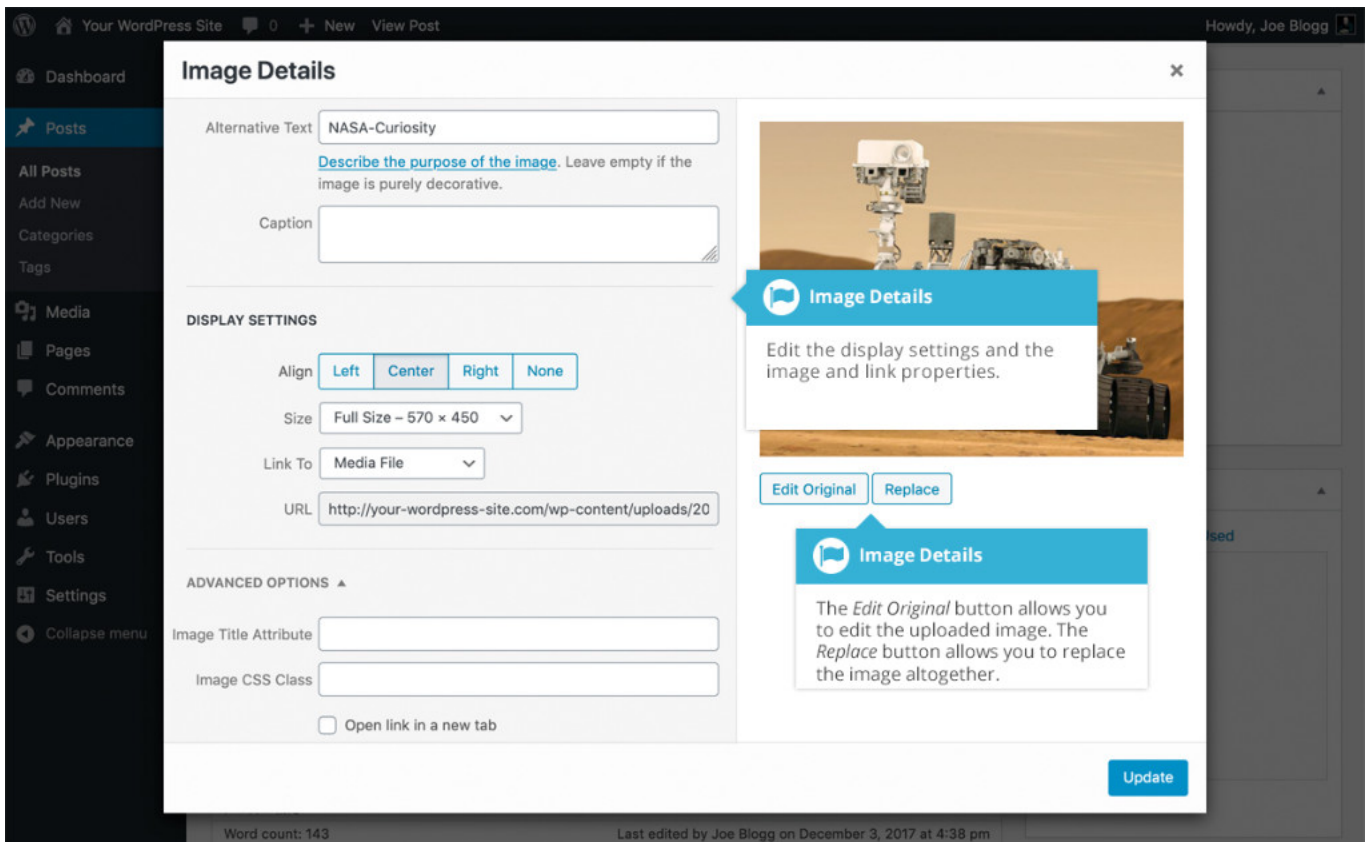 Your WordPress Site 0 + New View Post Howdy, Joe Blogg
Dashboard
Posts
All Posts
Add New
Categories
Tags
Media
Pages
Comments
Appearance
Plugins
Users
Tools
Settings
Collapse menu
Image Details ×
Alternative Text NASA-Curiosity
Describe the purpose of the image. Leave empty if the
image is purely decorative.
Caption
DISPLAY SETTINGS
Align Left Center Right None
Size Full Size – 570 × 450
Link To Media File
URL http://your-wordpress-site.com/wp-content/uploads/20
ADVANCED OPTIONS
Image Title Attribute
Image CSS Class
Open link in a new tab
Image Details
Edit the display settings and the
image and link properties.
Edit Original Replace
Image Details
The Edit Original button allows you
to edit the uploaded image. The
Replace button allows you to replace
the image altogether.
Update
Word count: 143 Last edited by Joe Blogg on December 3, 2017 at 4:38 pm